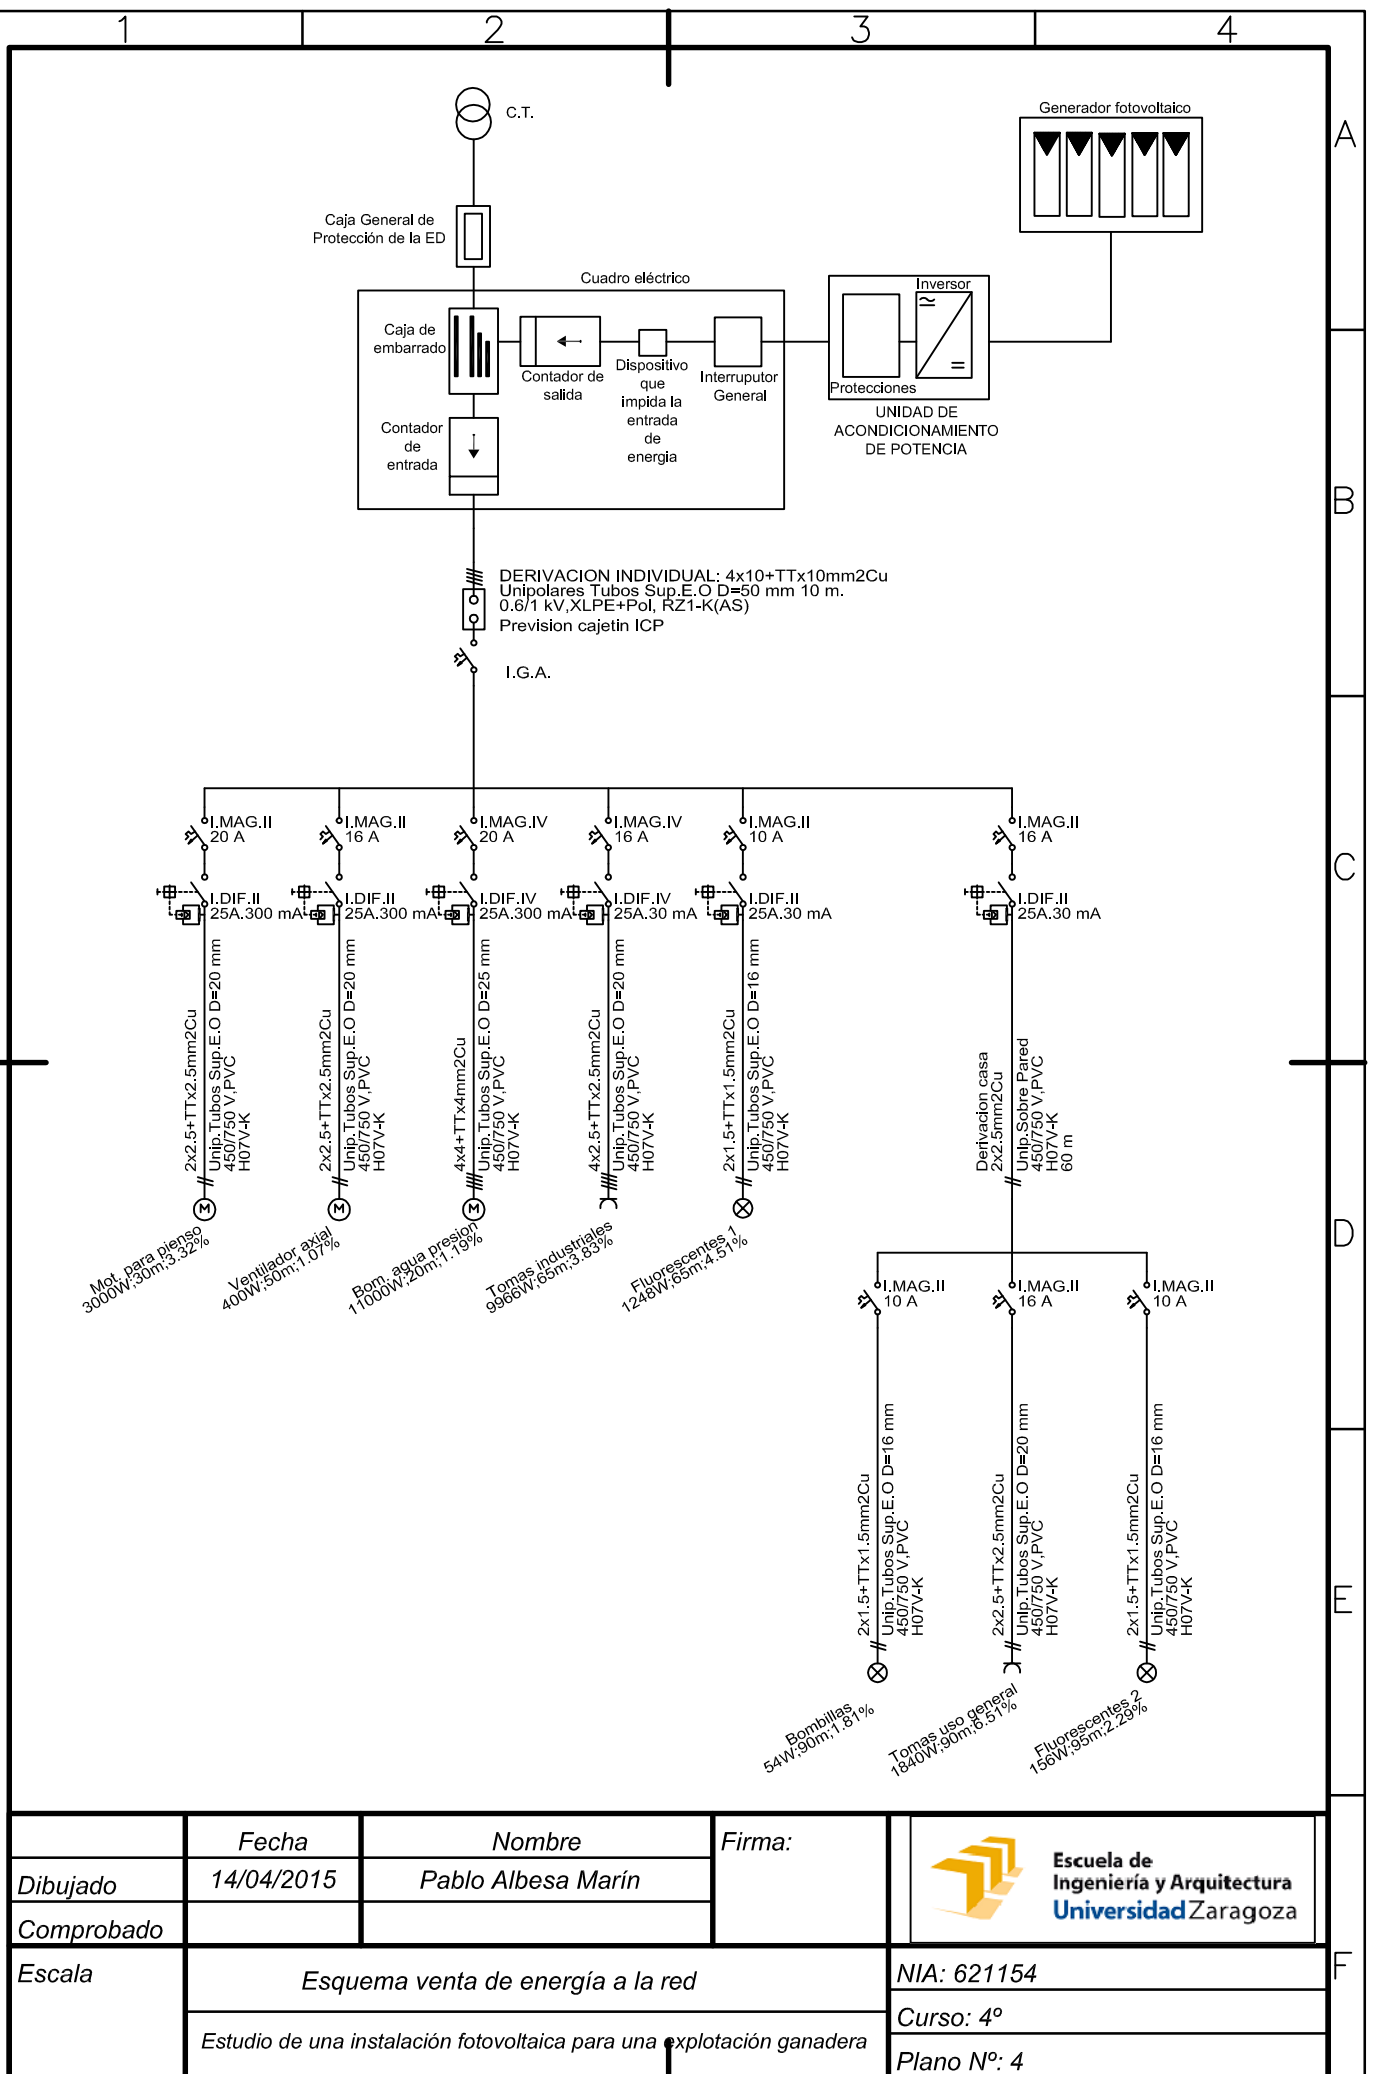 1
2
3
4
A
B
C
D
E
F
C.T.
Generador fotovoltaico
Caja General de
Protección de la ED
Cuadro eléctrico
Caja de
embarrado
Contador de
salida
Dispositivo
que
impida la
entrada
de
energia
Interruputor
General
Inversor
Protecciones
UNIDAD DE
ACONDICIONAMIENTO
DE POTENCIA
Contador
de
entrada
DERIVACION INDIVIDUAL: 4x10+TTx10mm2Cu
Unipolares Tubos Sup.E.O D=50 mm 10 m.
0.6/1 kV,XLPE+Pol, RZ1-K(AS)
Prevision cajetin ICP
I.G.A.
I.MAG.II
20 A
I.DIF.II
25A.300 mA
2x2.5+TTx2.5mm2Cu
Unip.Tubos Sup.E.O D=20 mm
450/750 V,PVC
H07V-K
M
Mot. para pienso
3000W;30m;3.32%
I.MAG.II
16 A
I.DIF.II
25A.300 mA
2x2.5+TTx2.5mm2Cu
Unip.Tubos Sup.E.O D=20 mm
450/750 V,PVC
H07V-K
M
Ventilador axial
400W;50m;1.07%
I.MAG.IV
20 A
I.DIF.IV
25A.300 mA
4x4+TTx4mm2Cu
Unip.Tubos Sup.E.O D=25 mm
450/750 V,PVC
H07V-K
M
Bom. agua presion
11000W;20m;1.19%
I.MAG.IV
16 A
I.DIF.IV
25A.30 mA
4x2.5+TTx2.5mm2Cu
Unip.Tubos Sup.E.O D=20 mm
450/750 V,PVC
H07V-K
Tomas industriales
9966W;65m;3.83%
I.MAG.II
10 A
I.DIF.II
25A.30 mA
2x1.5+TTx1.5mm2Cu
Unip.Tubos Sup.E.O D=16 mm
450/750 V,PVC
H07V-K
Fluorescentes 1
1248W;65m;4.51%
I.MAG.II
16 A
I.DIF.II
25A.30 mA
Derivacion casa
2x2.5mm2Cu
Unip.Sobre Pared
450/750 V,PVC
H07V-K
60 m
I.MAG.II
10 A
2x1.5+TTx1.5mm2Cu
Unip.Tubos Sup.E.O D=16 mm
450/750 V,PVC
H07V-K
Bombillas
54W;90m;1.81%
I.MAG.II
16 A
2x2.5+TTx2.5mm2Cu
Unip.Tubos Sup.E.O D=20 mm
450/750 V,PVC
H07V-K
Tomas uso general
1840W;90m;6.51%
I.MAG.II
10 A
2x1.5+TTx1.5mm2Cu
Unip.Tubos Sup.E.O D=16 mm
450/750 V,PVC
H07V-K
Fluorescentes 2
156W;95m;2.29%
Fecha
Nombre
Firma:
Dibujado
14/04/2015
Pablo Albesa Marín
Comprobado
Escuela de
Ingeniería y Arquitectura
Universidad Zaragoza
Escala
Esquema venta de energía a la red
Estudio de una instalación fotovoltaica para una explotación ganadera
NIA: 621154
Curso: 4º
Plano Nº: 4